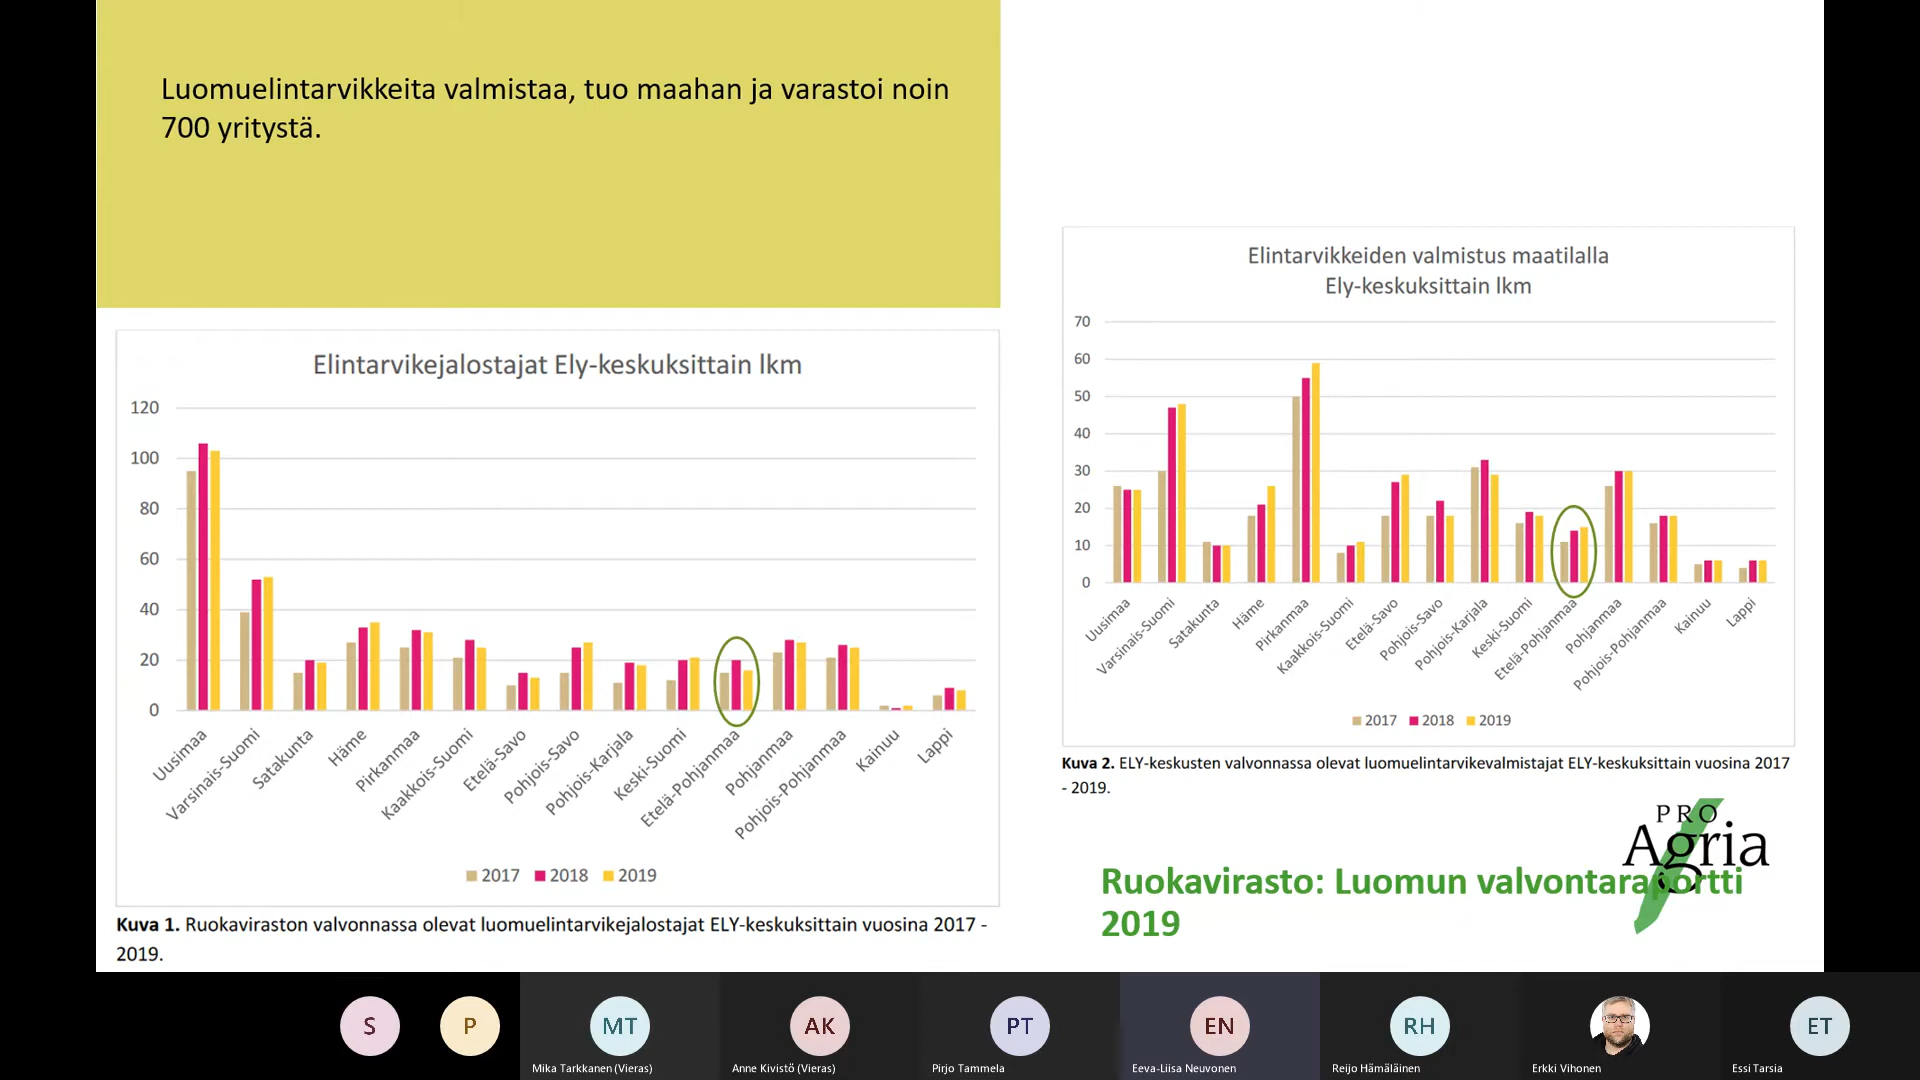 Luomuelintarvikkeita valmistaa, tuo maahan ja varastoi noin
700 yritystä.
Elintarvikejalostajat Ely-keskuksittain lkm
120
100
80
60
40
20
0
Uusimaa
Varsinais-Suomi
Satakunta
Häme
Pirkanmaa
Kaakkois-Suomi
Etelä-Savo
Pohjois-Savo
Pohjois-Karjala
Keski-Suomi
Etelä-Pohjanmaa
Pohjanmaa
Pohjois-Pohjanmaa
Kainuu
Lappi
2017 2018 2019
Kuva 1. Ruokaviraston valvonnassa olevat luomuelintarvikejalostajat ELY-keskuksittain vuosina 2017 -
2019.
Elintarvikkeiden valmistus maatilalla
Ely-keskuksittain lkm
70
60
50
40
30
20
10
0
Uusimaa
Varsinais-Suomi
Satakunta
Häme
Pirkanmaa
Kaakkois-Suomi
Etelä-Savo
Pohjois-Savo
Pohjois-Karjala
Keski-Suomi
Etelä-Pohjanmaa
Pohjanmaa
Pohjois-Pohjanmaa
Kainuu
Lappi
2017 2018 2019
Kuva 2. ELY-keskusten valvonnassa olevat luomuelintarvikevalmistajat ELY-keskuksittain vuosina 2017
- 2019.
PRO
Agria
Ruokavirasto: Luomun valvontaraportti
2019
S P MT AK PT EN RH ET
Mika Tarkkanen (Vieras) Anne Kivistö (Vieras) Pirjo Tammela Eeva-Liisa Neuvonen Reijo Hämäläinen Erkki Vihonen Essi Tarsia